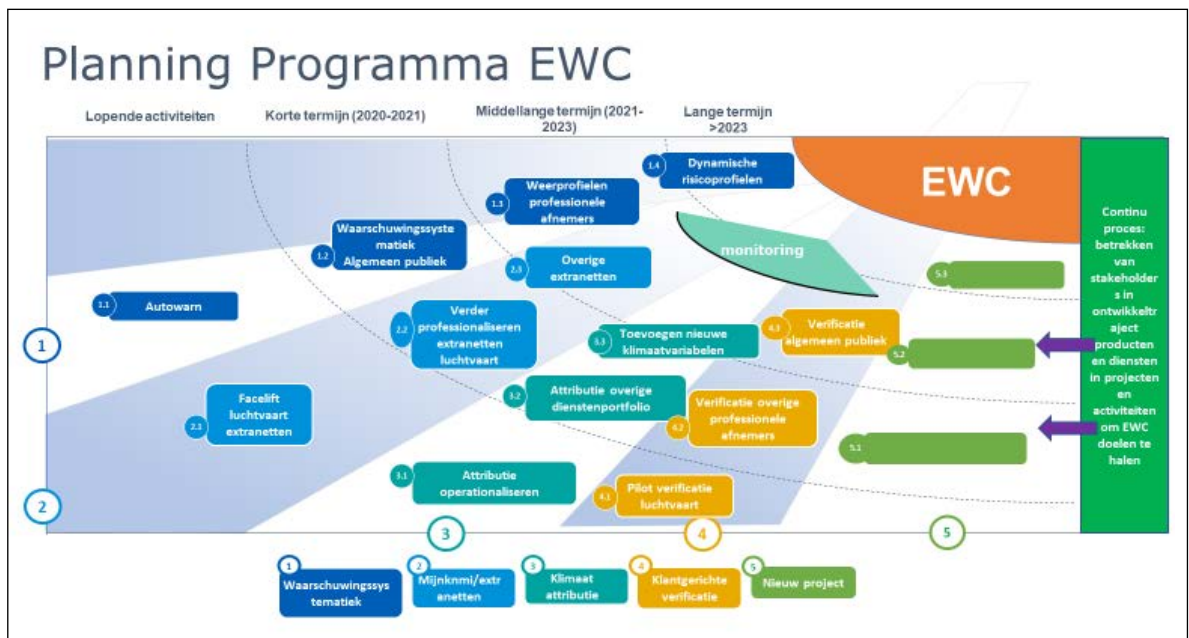 Planning Programma EWC
Lopende activiteiten
Korte termijn (2020-2021)
Middellange termijn (2021-
2023)
Lange termijn
>2023
1.4
Dynamische
risicoprofielen
EWC
1.3
Weerprofielen
professionele
afnemers
1.2
Waarschuwingssyste
matiek
Algemeen publiek
monitoring
2.3
Overige
extranetten
5.3
1.1
Autowarn
2.2
Verder
professionaliseren
extranetten
luchtvaart
3.3
Toevoegen nieuwe
klimaatvariabelen
4.3
Verificatie
algemeen publiek
5.2
1
3.2
Attributie overige
dienstenportfolio
2.1
Facelift
luchtvaart
extranetten
4.2
Verificatie overige
professionele
afnemers
5.1
3.1
Attributie
operationaliseren
4.1
Pilot verificatie
luchtvaart
2
3
4
5
Continu
proces:
betrekken
van
stakeholder
s in
ontwikkeltr
aject
producten
en diensten
in projecten
en
activiteiten
om EWC
doelen te
halen
1
Waarschuwingssys
tematiek
2
Mijnknmi/extr
anetten
3
Klimaat
attributie
4
Klantgerichte
verificatie
5
Nieuw project